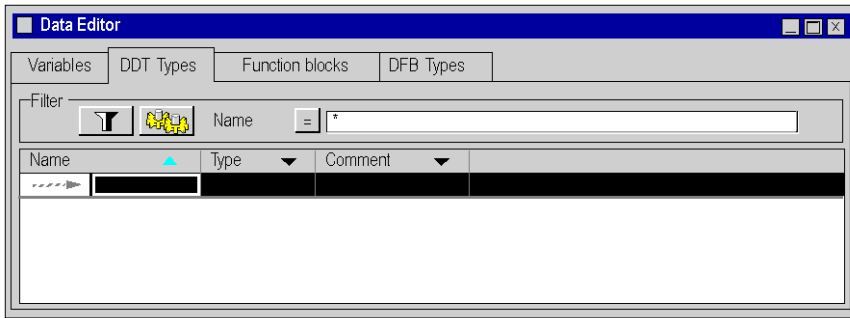 Data Editor
Variables DDT Types Function blocks DFB Types
Filter
Name = *
Name Type Comment